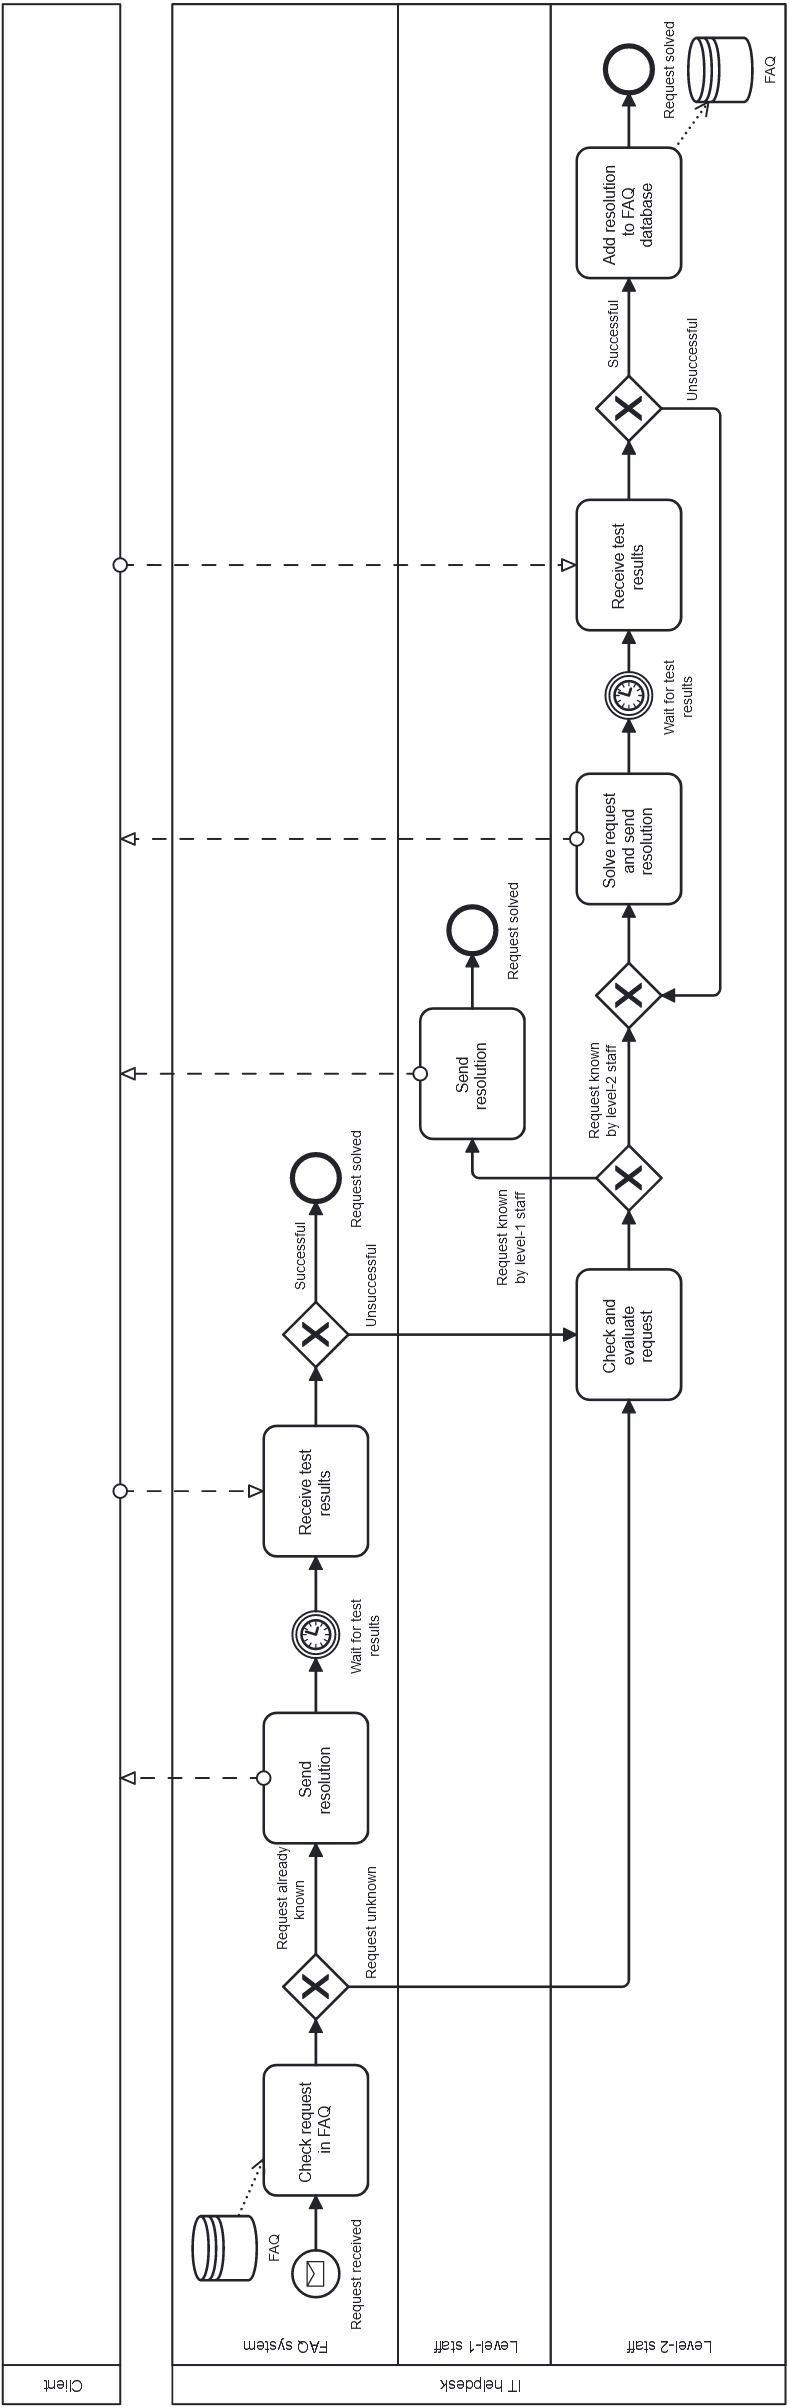 Client
IT helpdesk
FAQ system
Level-1 staff
Level-2 staff
Request received
FAQ
Check request
in FAQ
Request already
known
Request unknown
Send
resolution
Wait for test
results
Receive test
results
Successful
Unsuccessful
Request solved
Check and
evaluate
request
Request known
by level-1 staff
Send
resolution
Request solved
Request known
by level-2 staff
Solve request
and send
resolution
Wait for test
results
Receive test
results
Successful
Unsuccessful
Add resolution
to FAQ
database
Request solved
FAQ